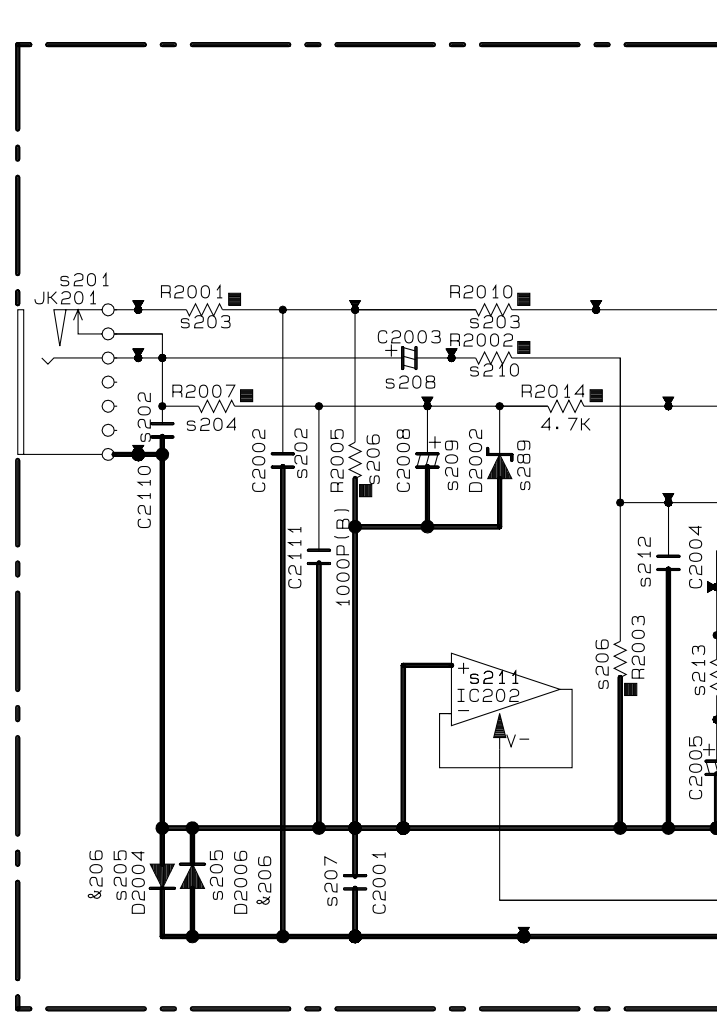 s201
JK201
R2001
s203
R2010
s203
C2003
+
s208
R2002
s210
R2007
s204
R2014
4.7K
s202
C2110
C2002
s202
R2005
s206
C2008
+
s209
D2002
s289
C2111
1000P(B)
s212
C2004
s206
R2003
s213
C2005
+
+
s211
IC202
−
V−
&206
s205
D2004
s205
D2006
&206
s207
C2001